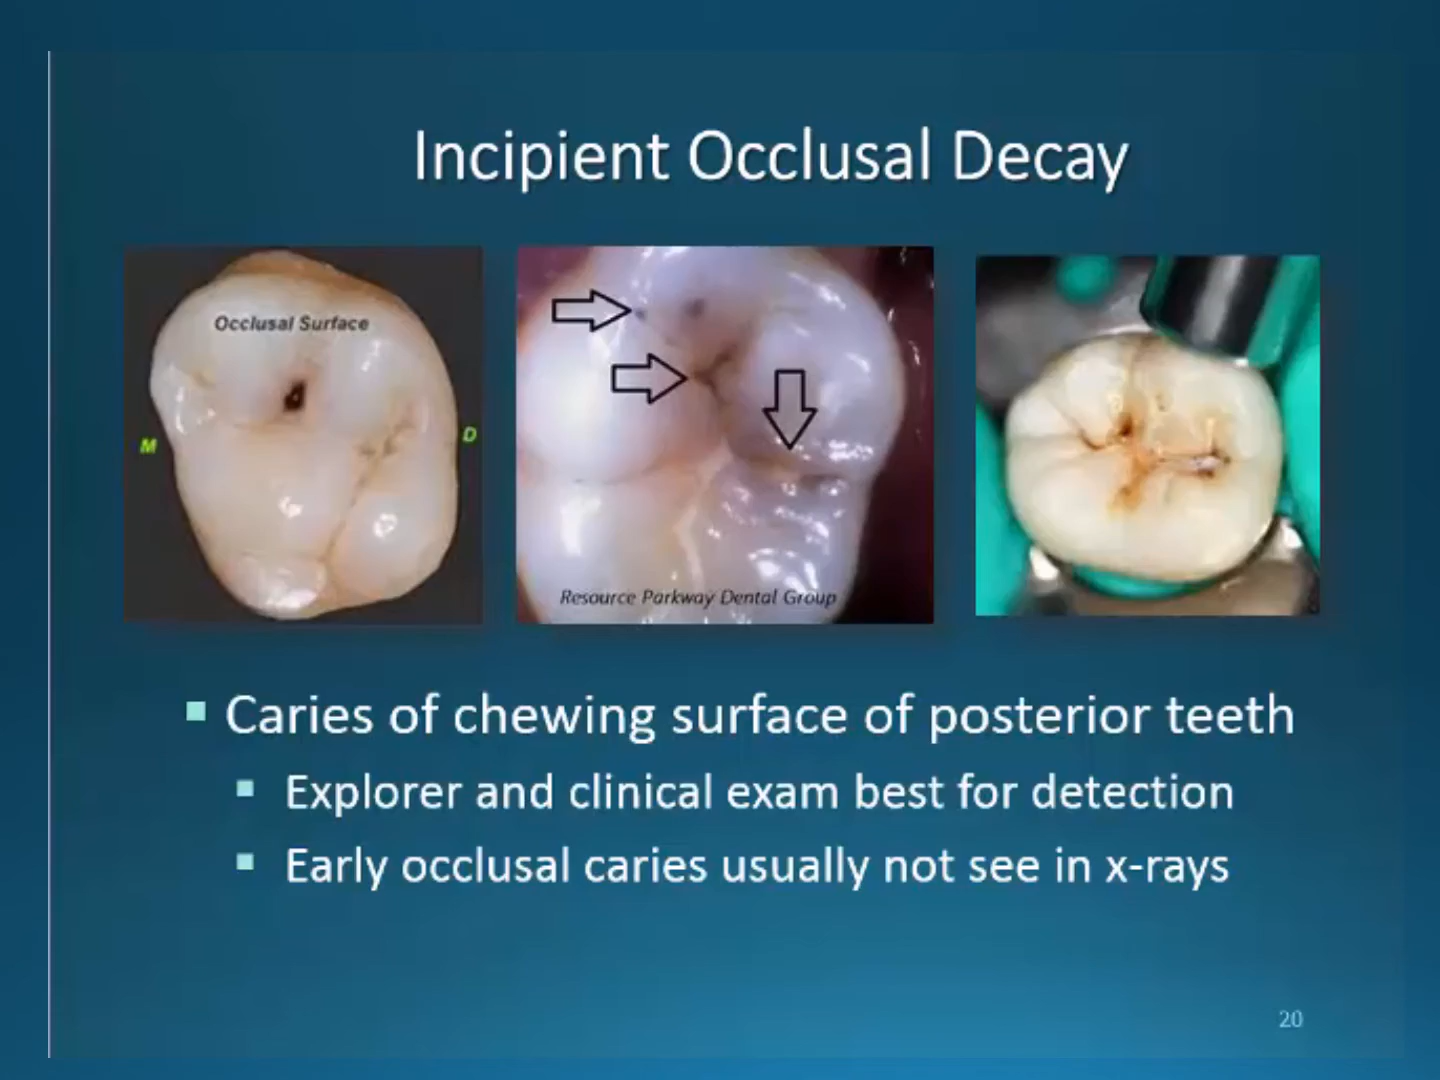 Incipient Occlusal Decay
Occlusal Surface
M
D
Resource Parkway Dental Group
Caries of chewing surface of posterior teeth
Explorer and clinical exam best for detection
Early occlusal caries usually not see in x-rays
20